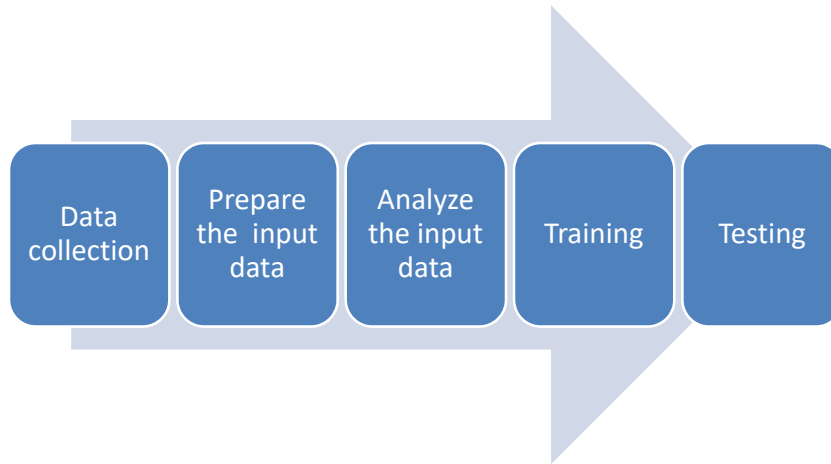 Data
collection
Prepare
the  input
data
Analyze
the input
data
Training
Testing